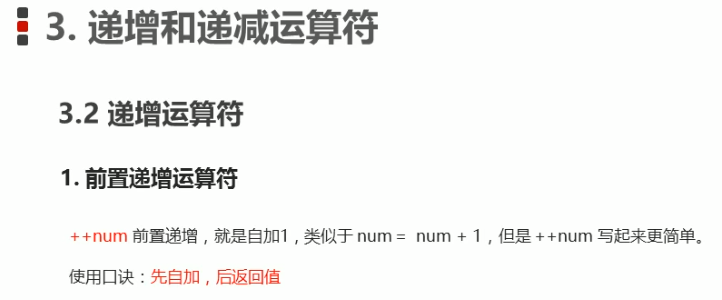 3. 递增和递减运算符
3.2 递增运算符
1. 前置递增运算符
++num 前置递增，就是自加1，类似于 num =  num + 1，但是 ++num 写起来更简单。
使用口诀：先自加，后返回值